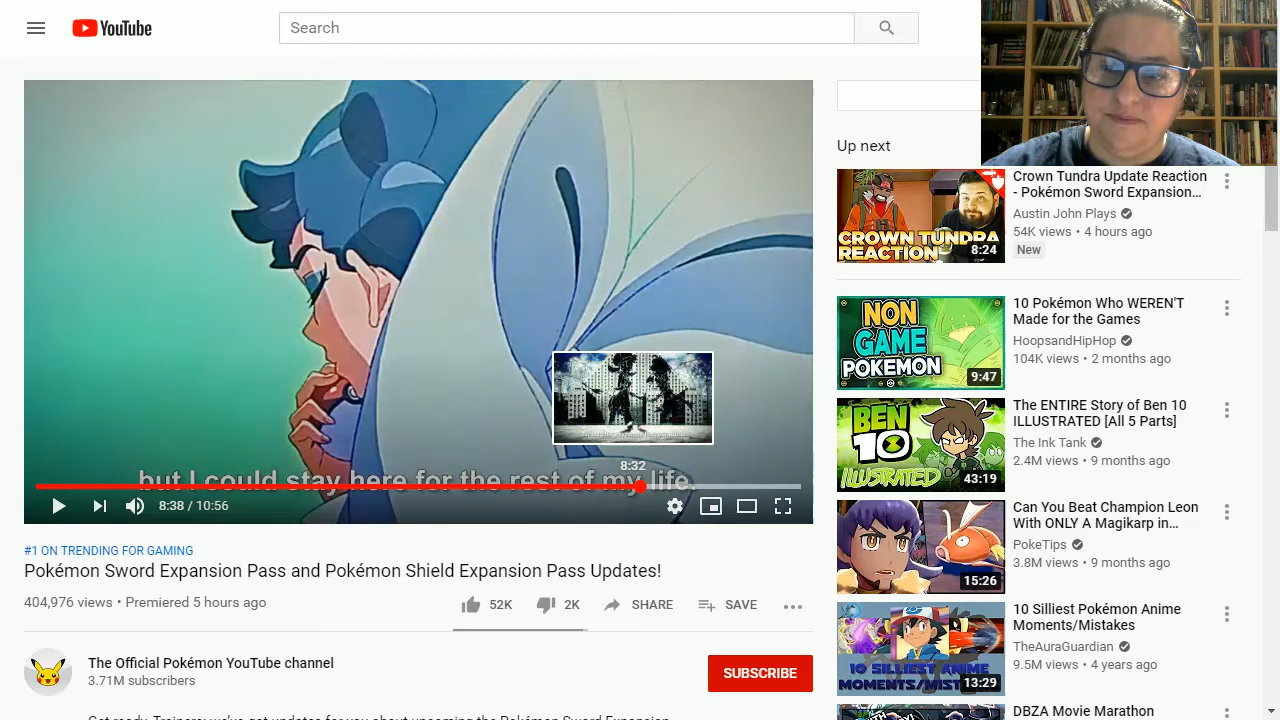 YouTube
Search
but I could stay here for the rest of my life.
8:32
8:38 / 10:56
#1 ON TRENDING FOR GAMING
Pokémon Sword Expansion Pass and Pokémon Shield Expansion Pass Updates!
404,976 views • Premiered 5 hours ago
52K
2K
SHARE
SAVE
The Official Pokémon YouTube channel
3.71M subscribers
SUBSCRIBE
Up next
CROWN TUNDRA
REACTION
8:24
Crown Tundra Update Reaction
- Pokémon Sword Expansion...
Austin John Plays
54K views • 4 hours ago
New
NON
GAME
POKEMON
9:47
10 Pokémon Who WEREN'T
Made for the Games
HoopsandHipHop
104K views • 2 months ago
BEN
10
ILLUSTRATED
43:19
The ENTIRE Story of Ben 10
ILLUSTRATED [All 5 Parts]
The Ink Tank
2.4M views • 9 months ago
15:26
Can You Beat Champion Leon
With ONLY A Magikarp in...
PokeTips
3.8M views • 9 months ago
10 SILLIEST ANIME
13:29
10 Silliest Pokémon Anime
Moments/Mistakes
TheAuraGuardian
9.5M views • 4 years ago
DBZA Movie Marathon